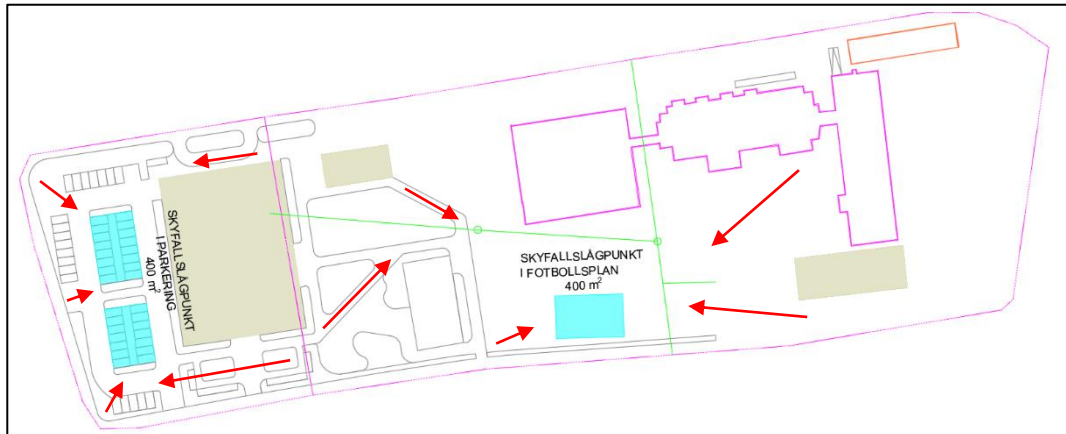 SKYFALLSLÅGPUNKT
I PARKERING
400 m²
SKYFALLSLÅGPUNKT
I FOTBOLLSPLAN
400 m²